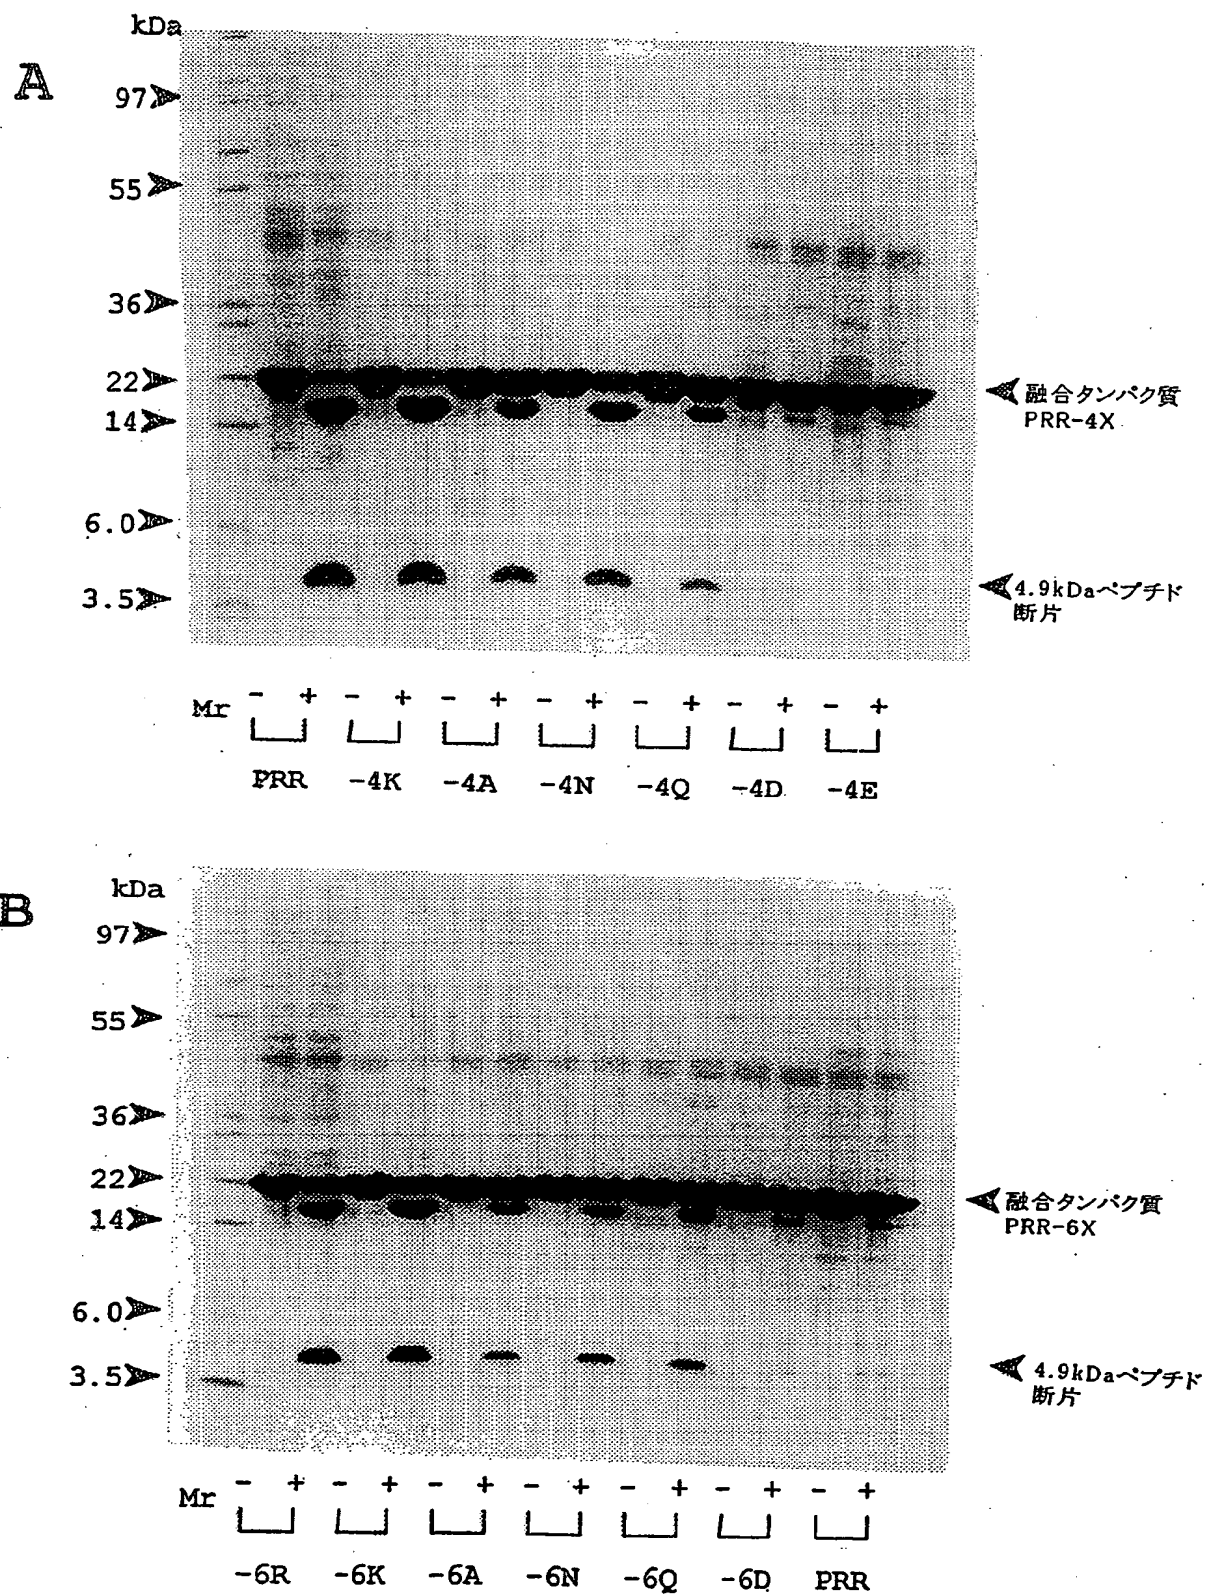 kDa
A
97
55
36
22
14
6.0
3.5
融合タンパク質
PRR-4X
4.9kDaペプチド
断片
Mr - + - + - + - + - + - + - +
PRR -4K -4A -4N -4Q -4D -4E
kDa
B
97
55
36
22
14
6.0
3.5
融合タンパク質
PRR-6X
4.9kDaペプチド
断片
Mr - + - + - + - + - + - + - +
-6R -6K -6A -6N -6Q -6D PRR